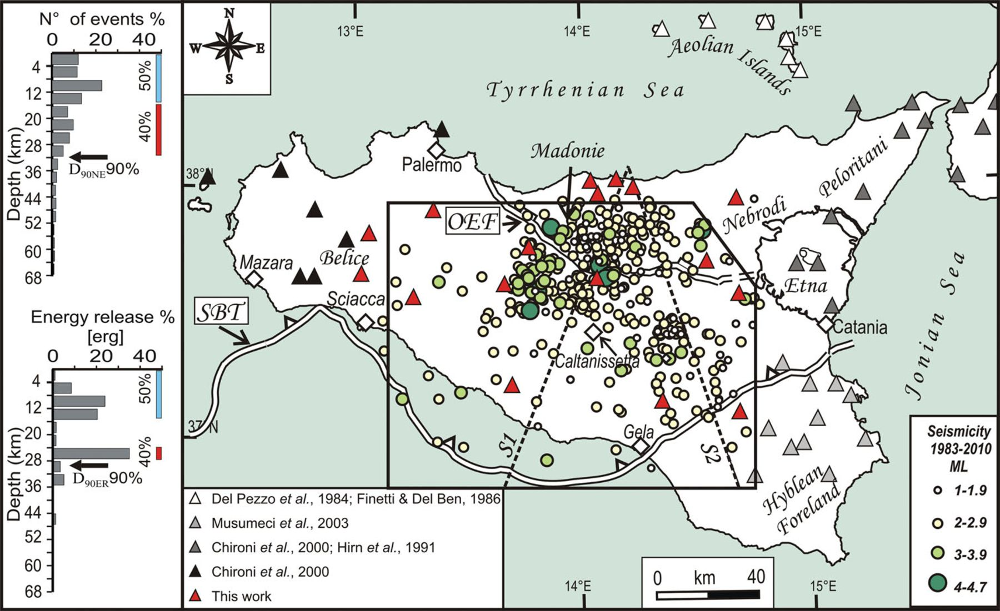 N° of events %
0 20 40
4
12
20
28
36
44
52
60
68
Depth (km)
50%
40%
D90NE90%
Energy release %
[erg]
0 20 40
4
12
20
28
36
44
52
60
68
Depth (km)
50%
40%
D90ER90%
N
W E
S
13°E
14°E
15°E
Aeolian Islands
Tyrrhenian Sea
Madonie
Palermo
38°N
Peloritani
Nebrodi
OEF
Mazara
Belice
Sciacca
SBT
Etna
Catania
Jonian Sea
Caltanissetta
37°N
S1
S2
Gela
Hyblean
Foreland
14°E
15°E
Del Pezzo et al., 1984; Finetti & Del Ben, 1986
Musumeci et al., 2003
Chironi et al., 2000; Hirn et al., 1991
Chironi et al., 2000
This work
0 km 40
Seismicity
1983-2010
ML
1-1.9
2-2.9
3-3.9
4-4.7